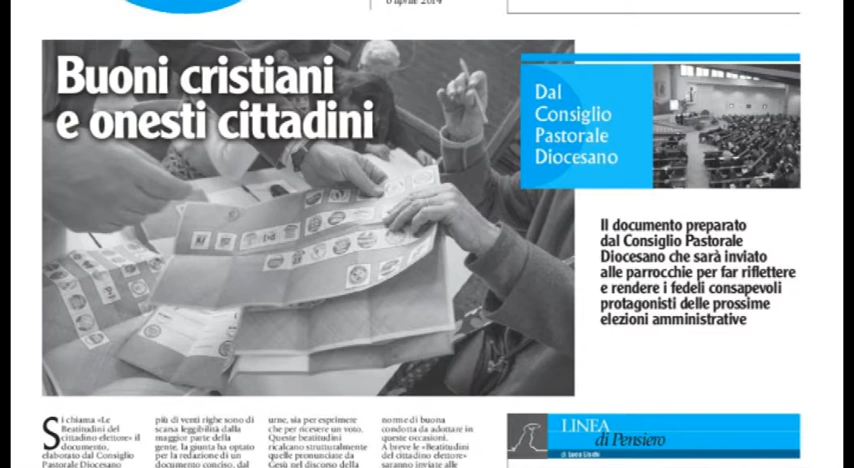 6 aprile 2014
Buoni cristiani
e onesti cittadini
Dal
Consiglio
Pastorale
Diocesano
Il documento preparato
dal Consiglio Pastorale
Diocesano che sarà inviato
alle parrocchie per far riflettere
e rendere i fedeli consapevoli
protagonisti delle prossime
elezioni amministrative
Si chiama «Le
Beatitudini del
cittadino elettore» il
documento,
elaborato dal Consiglio
Pastorale Diocesano
più di venti righe sono di
scarsa leggibilità dalla
maggior parte della
gente, la giunta ha optato
per la redazione di un
documento conciso, dal
urne, sia per esprimere
che per ricevere un voto.
Queste beatitudini
ricalcano strutturalmente
quelle pronunciate da
Gesù nel discorso della
norme di buona
condotta da adottare in
queste occasioni.
A breve le «Beatitudini
del cittadino elettore»
saranno inviate alle
LINEA
di Pensiero